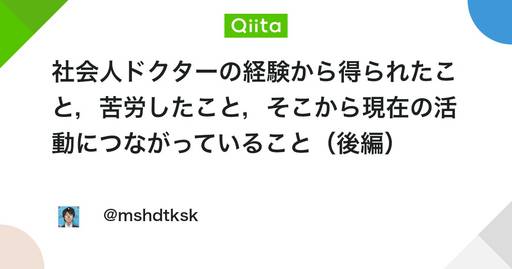 Qiita
社会人ドクターの経験から得られたこ
と，苦労したこと，そこから現在の活
動につながっていること（後編）
@mshdtksk